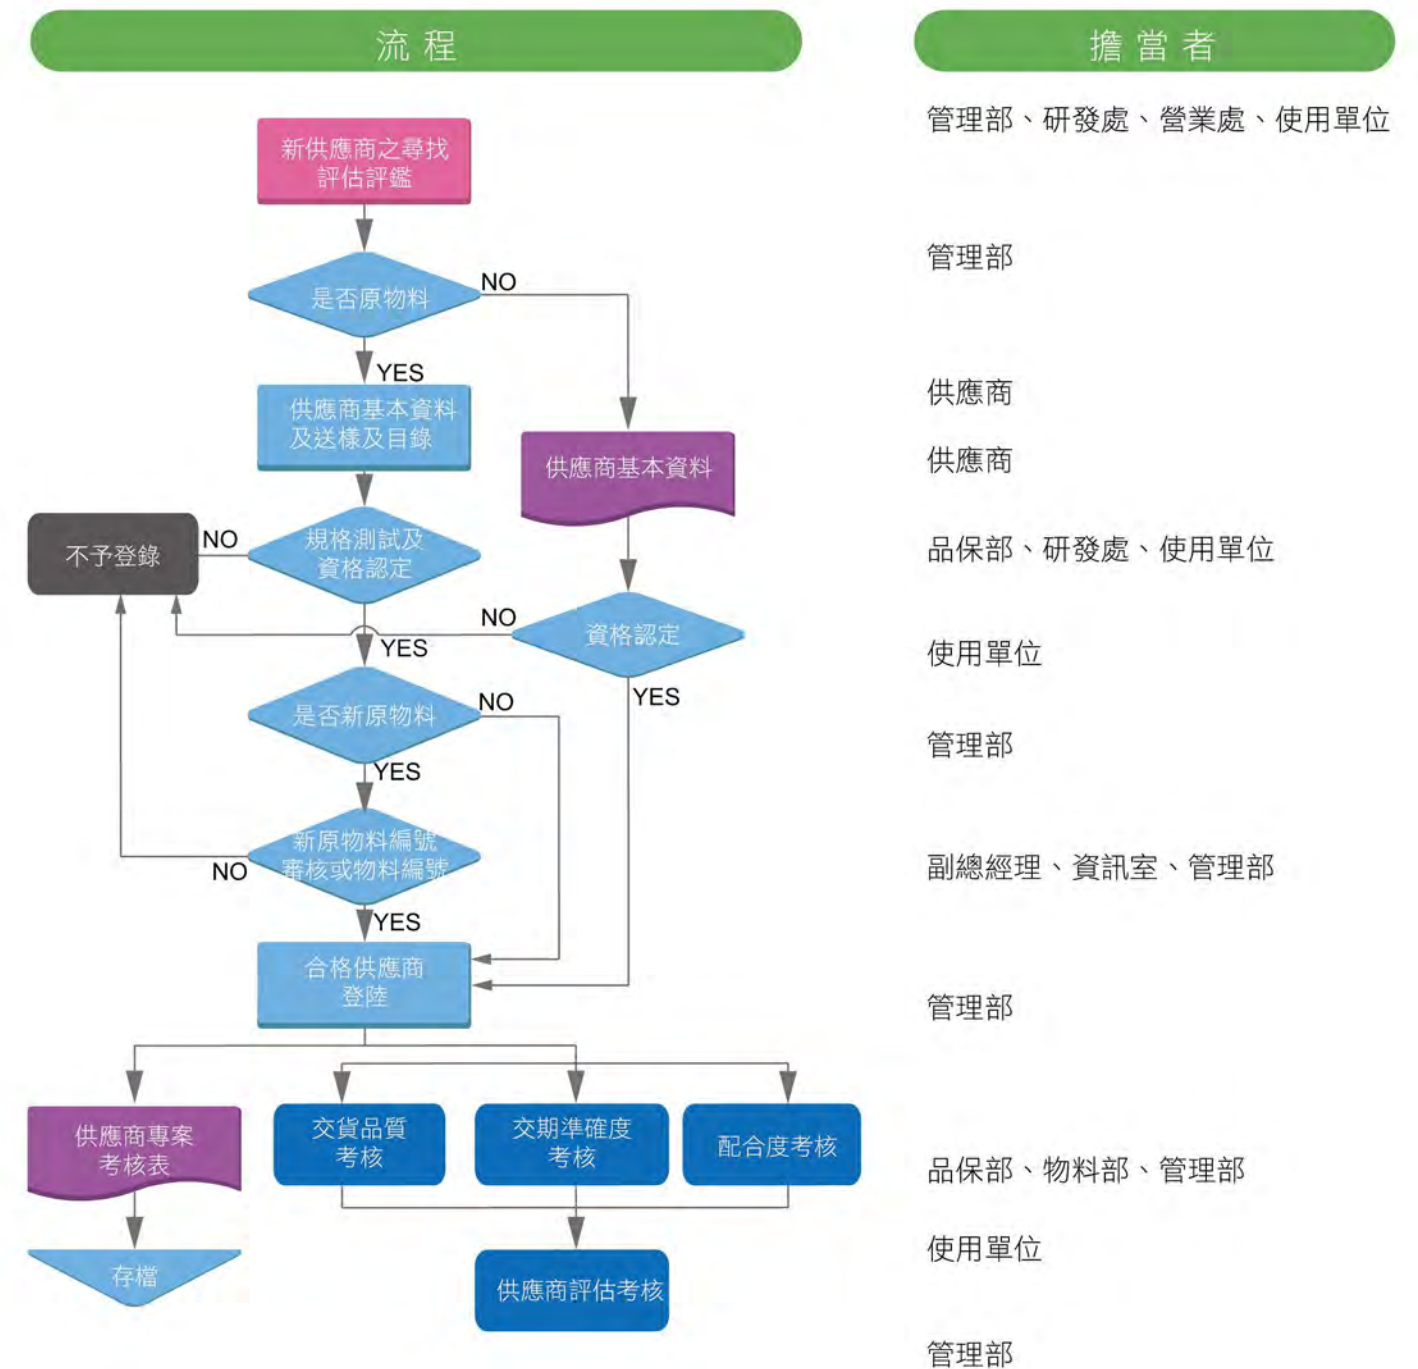 流程
擔當者
管理部、研發處、營業處、使用單位
新供應商之尋找
評估評鑑
管理部
NO
是否原物料
YES
供應商
供應商基本資料
及送樣及目錄
供應商
供應商基本資料
NO
規格測試及
資格認定
不予登錄
品保部、研發處、使用單位
NO
資格認定
YES
使用單位
YES
NO
是否新原物料
管理部
YES
新原物料編號
審核或物料編號
NO
副總經理、資訊室、管理部
YES
合格供應商
登陸
管理部
供應商專案
考核表
交貨品質
考核
交期準確度
考核
配合度考核
品保部、物料部、管理部
使用單位
存檔
供應商評估考核
管理部